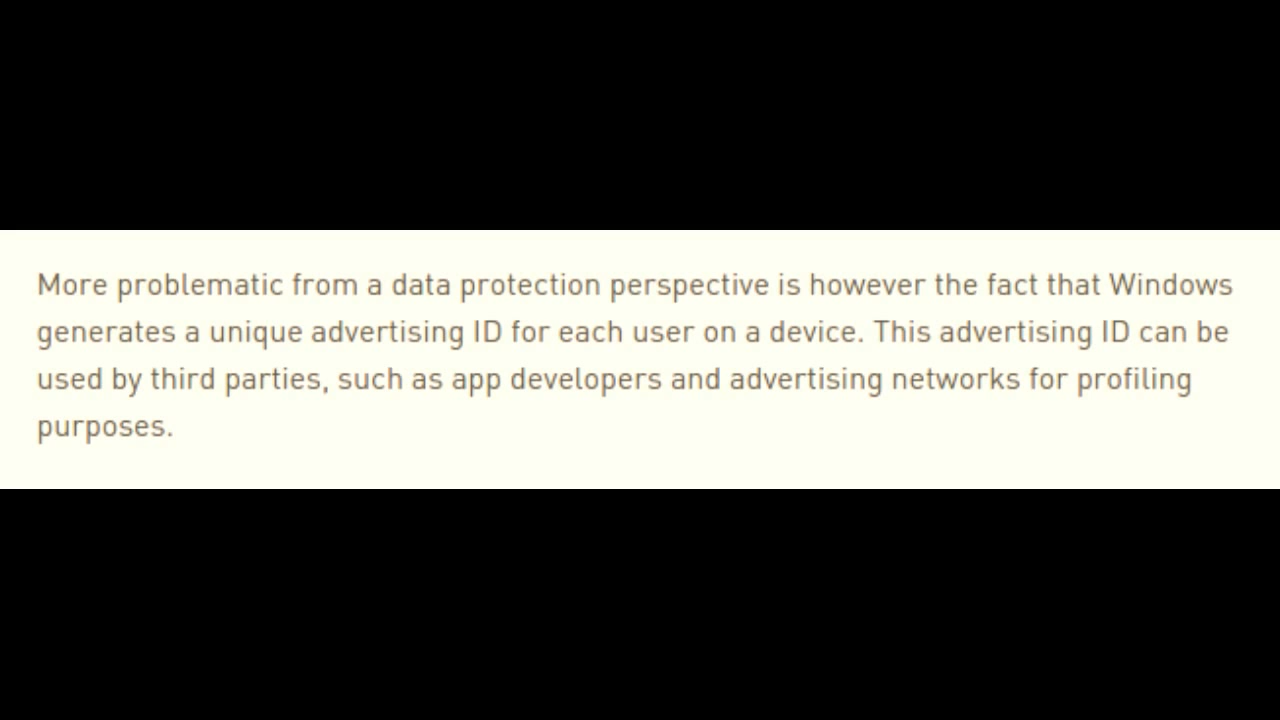 More problematic from a data protection perspective is however the fact that Windows
generates a unique advertising ID for each user on a device. This advertising ID can be
used by third parties, such as app developers and advertising networks for profiling
purposes.